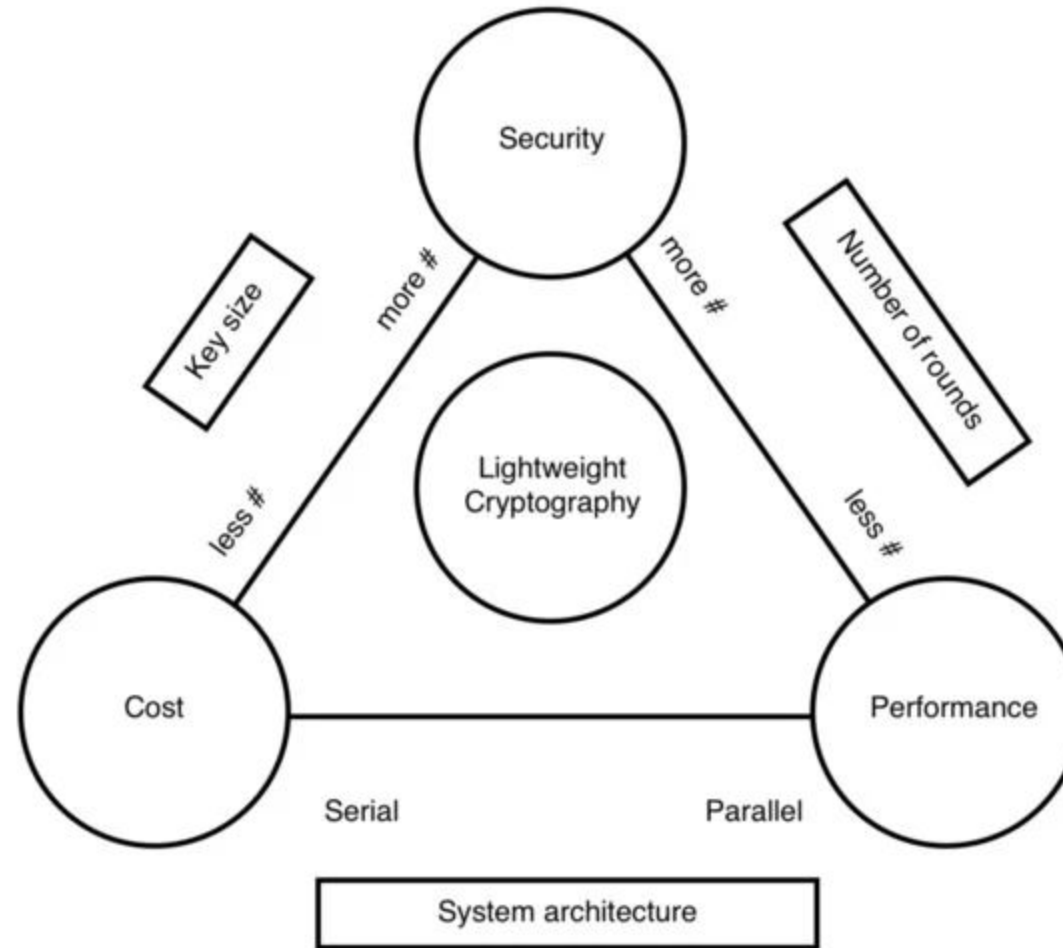 Security
more #
more #
Key size
Number of rounds
Lightweight
Cryptography
less #
less #
Cost
Performance
Serial
Parallel
System architecture